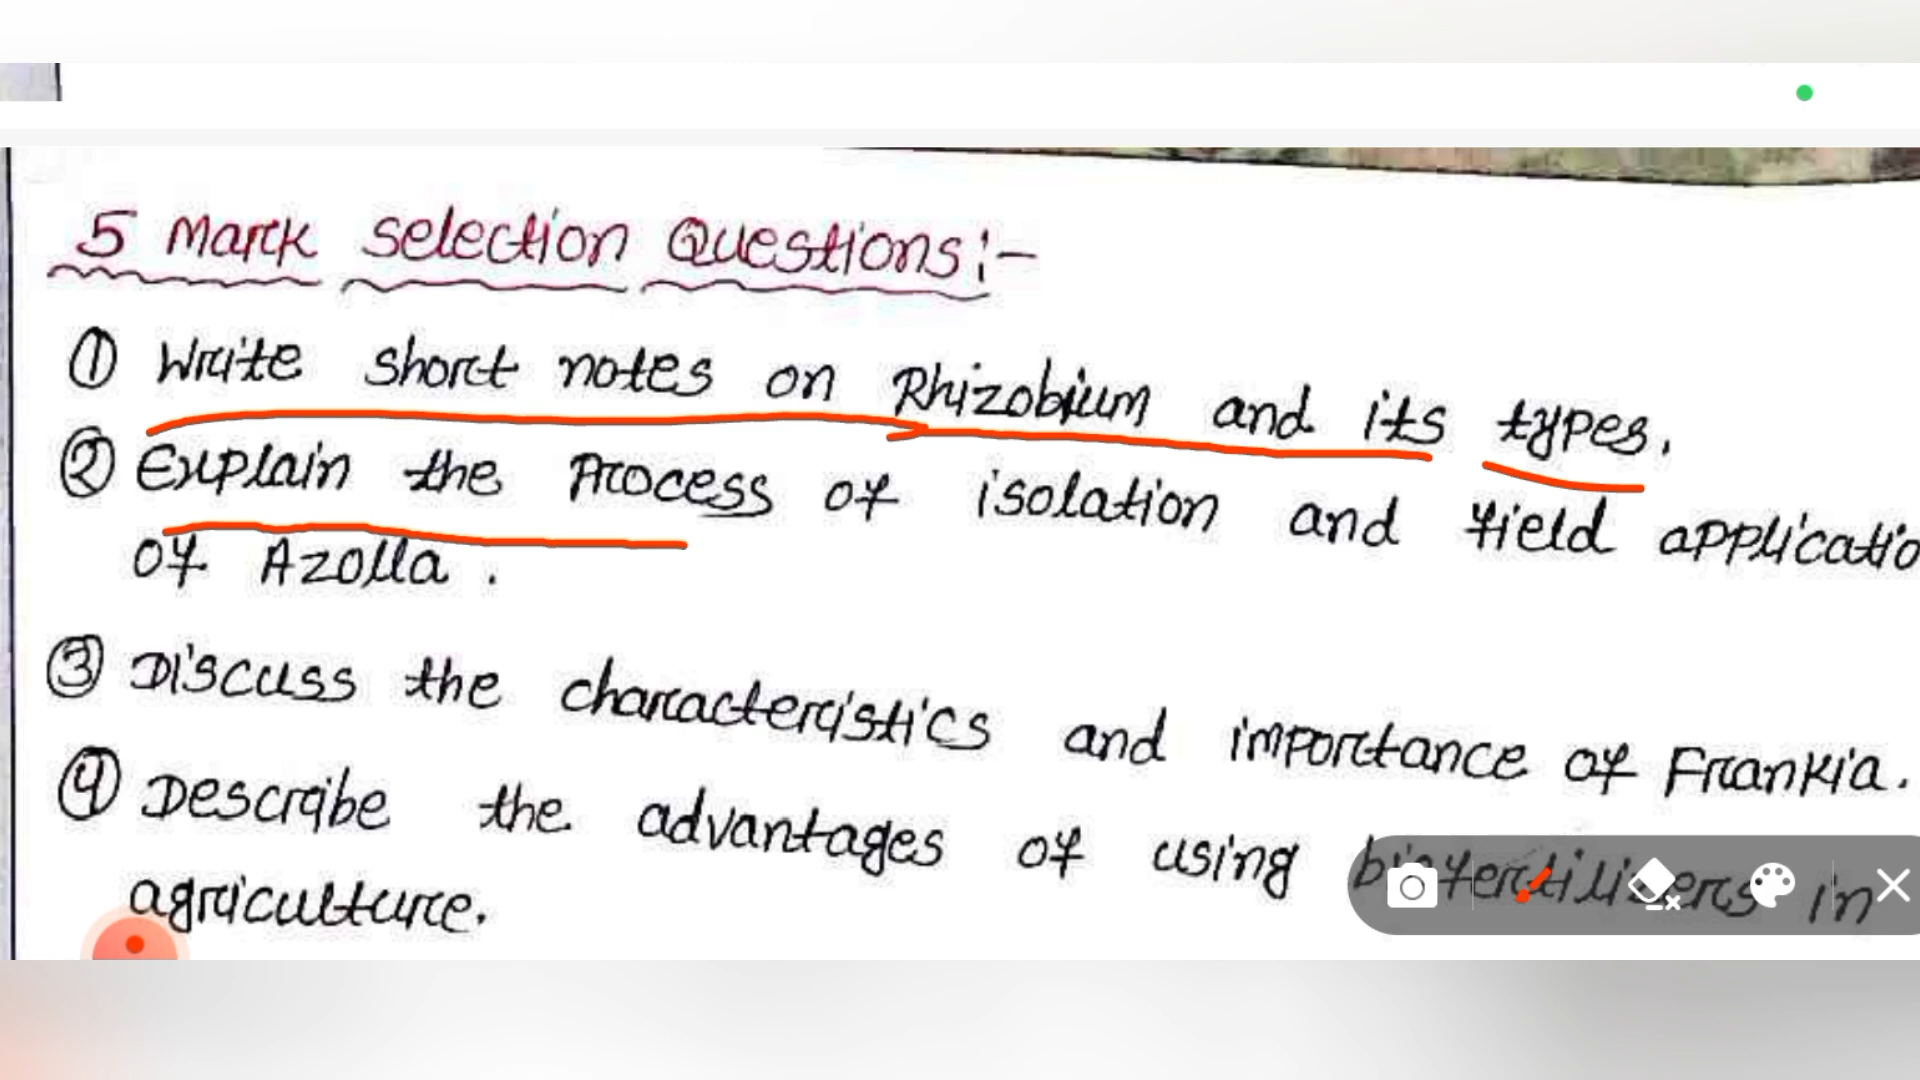 5 Mark selection Questions:-
① Write short notes on Rhizobium and its types.
② Explain the Process of isolation and field applicatio
of Azolla.
③ Discuss the characteristics and importance of Frankia.
④ Describe the advantages of using biofertilizers in
agriculture.